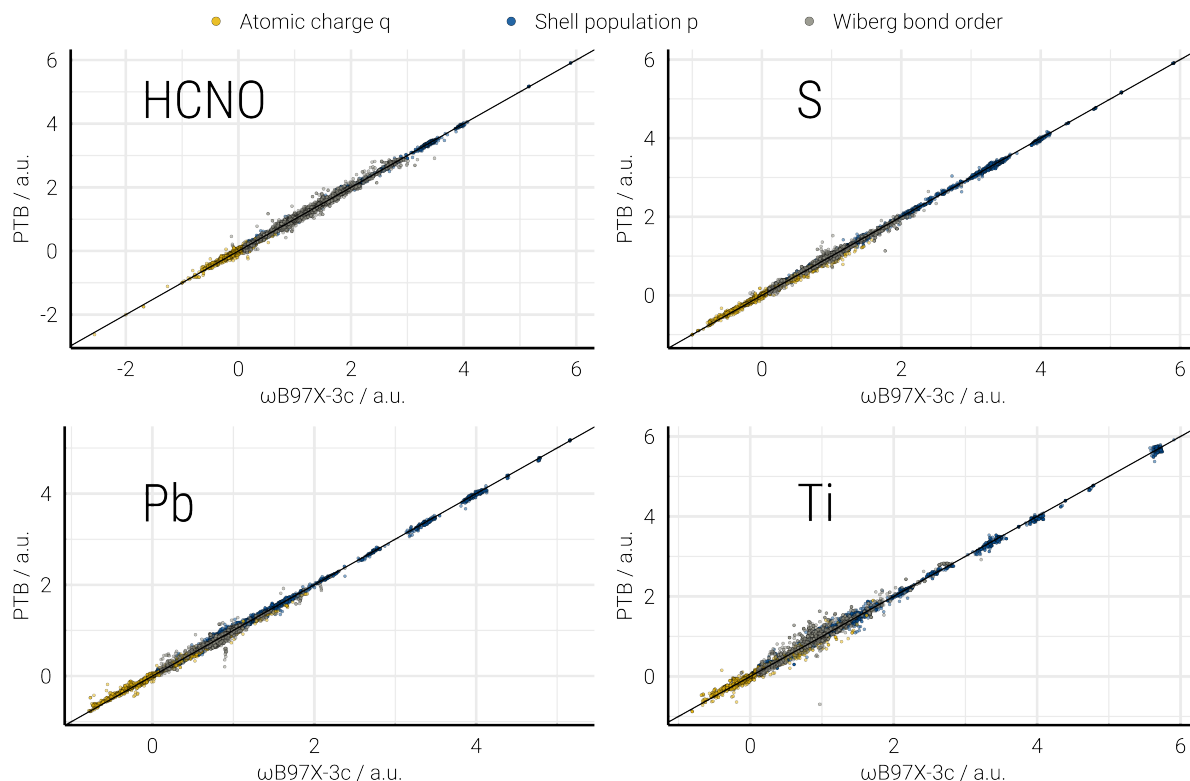 Atomic charge q Shell population p Wiberg bond order
HCNO
6
4
2
0
-2
PTB / a.u.
-2 0 2 4 6
ωB97X-3c / a.u.
S
6
4
2
0
PTB / a.u.
0 2 4 6
ωB97X-3c / a.u.
Pb
4
2
0
PTB / a.u.
0 2 4
ωB97X-3c / a.u.
Ti
6
4
2
0
PTB / a.u.
0 2 4 6
ωB97X-3c / a.u.